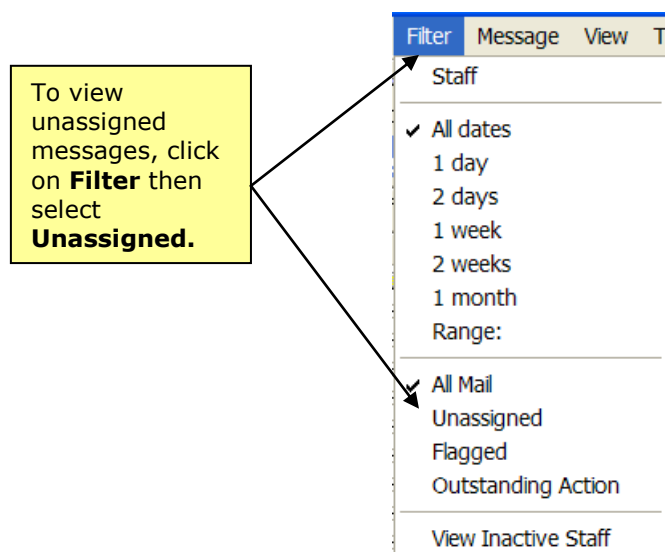 Filter Message View T
Staff
To view
unassigned
messages, click
on Filter then
select
Unassigned.
All dates
1 day
2 days
1 week
2 weeks
1 month
Range:
All Mail
Unassigned
Flagged
Outstanding Action
View Inactive Staff